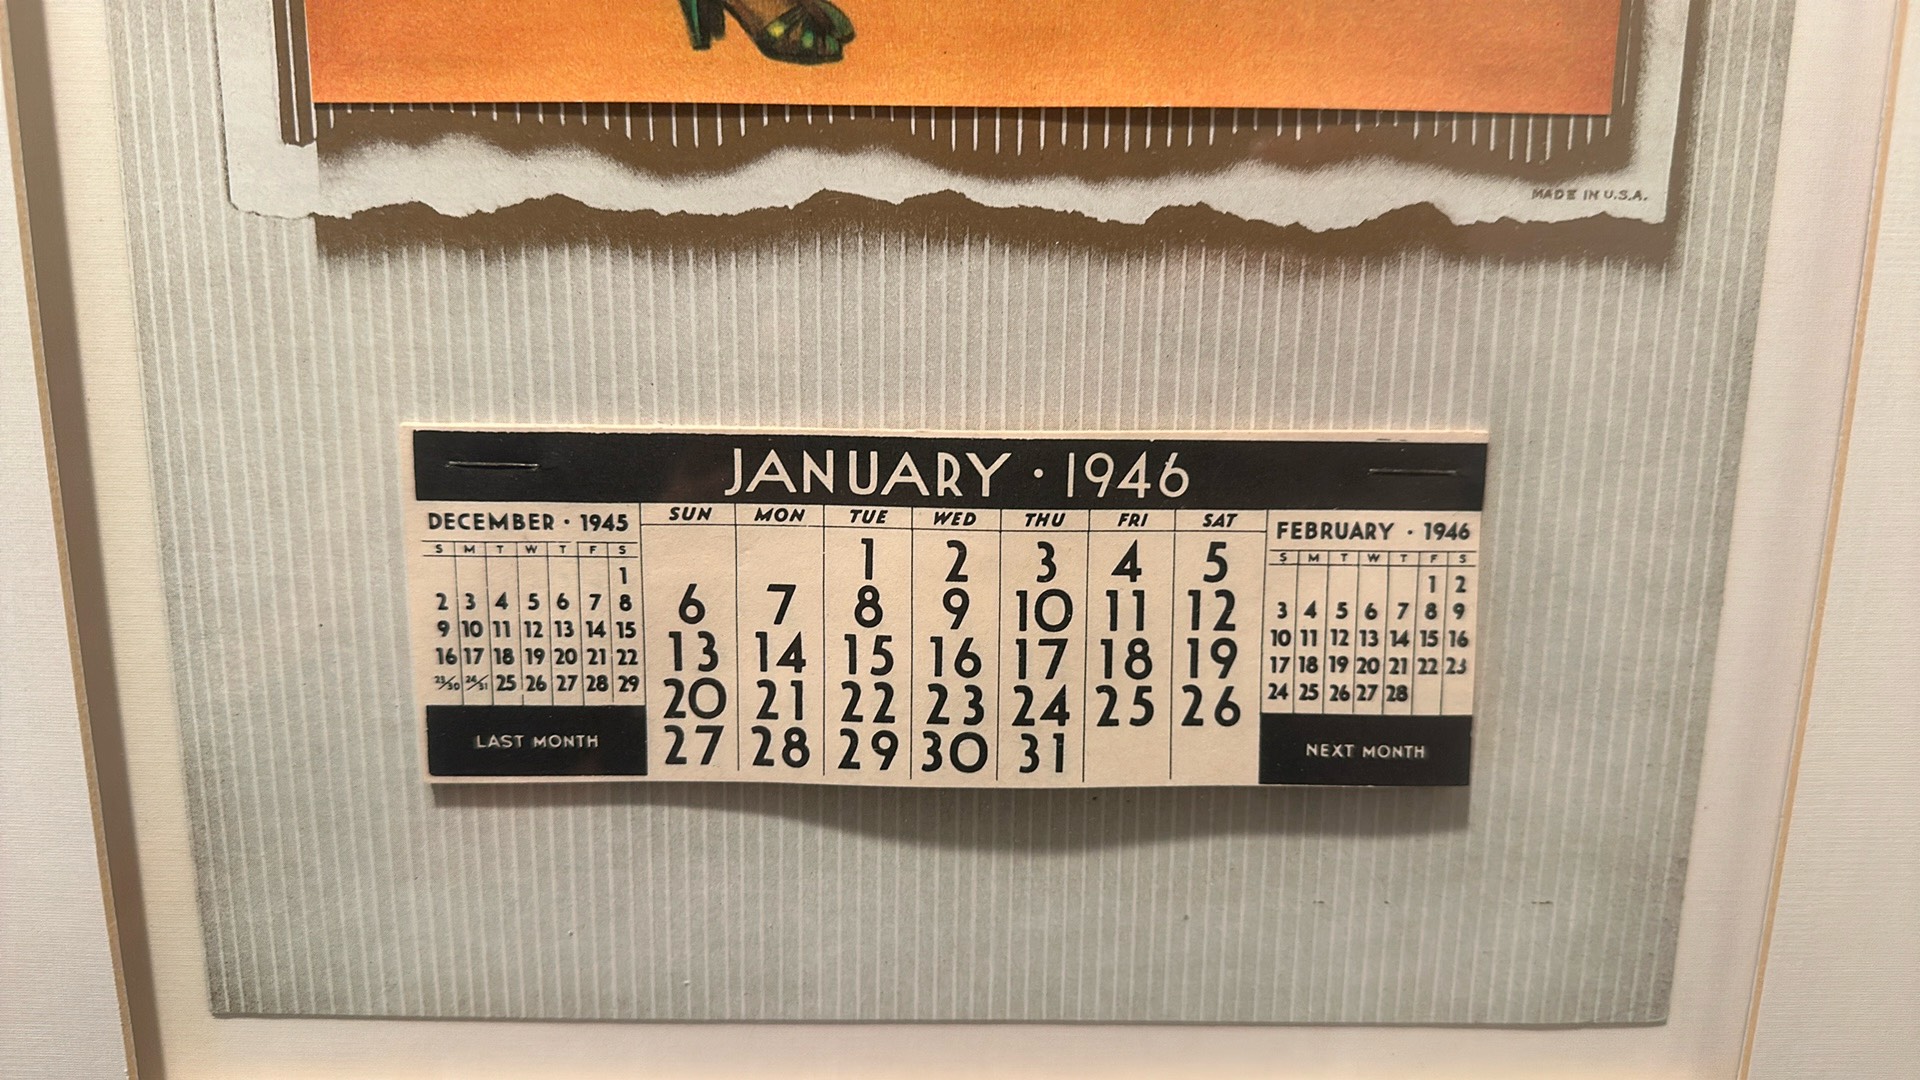 MADE IN U.S.A.
JANUARY · 1946
DECEMBER · 1945
S M T W T F S
1
2 3 4 5 6 7 8
9 10 11 12 13 14 15
16 17 18 19 20 21 22
23/30 24/31 25 26 27 28 29
LAST MONTH
SUN MON TUE WED THU FRI SAT
1 2 3 4 5
6 7 8 9 10 11 12
13 14 15 16 17 18 19
20 21 22 23 24 25 26
27 28 29 30 31
FEBRUARY · 1946
S M T W T F S
1 2
3 4 5 6 7 8 9
10 11 12 13 14 15 16
17 18 19 20 21 22 23
24 25 26 27 28
NEXT MONTH